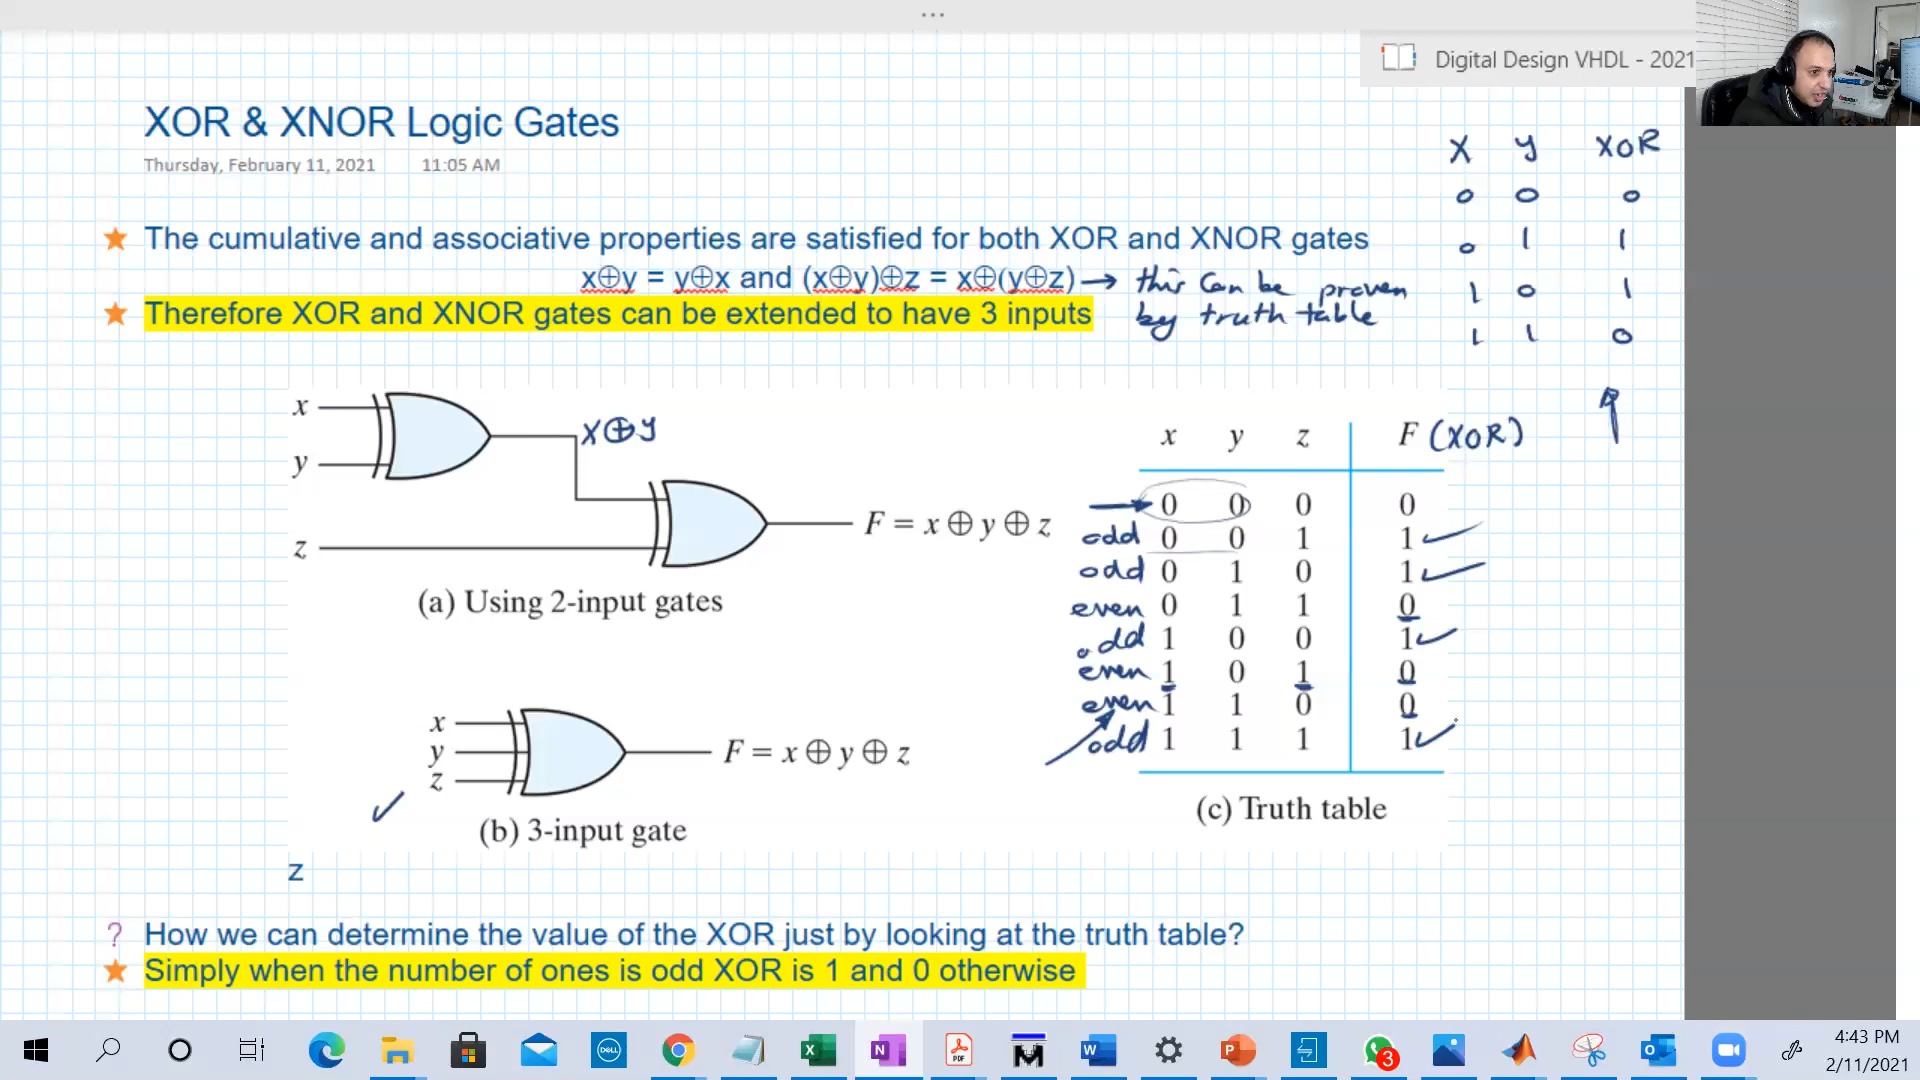 Digital Design VHDL - 2021
XOR & XNOR Logic Gates
Thursday, February 11, 2021 11:05 AM
X Y XOR
0 0 0
0 1 1
1 0 1
1 1 0
The cumulative and associative properties are satisfied for both XOR and XNOR gates
x⊕y = y⊕x and (x⊕y)⊕z = x⊕(y⊕z) → this can be proven
by truth table
Therefore XOR and XNOR gates can be extended to have 3 inputs
x
y
X⊕Y
z
F = x ⊕ y ⊕ z
(a) Using 2-input gates
x
y
z
F = x ⊕ y ⊕ z
(b) 3-input gate
x y z F (XOR)
0 0 0 0
odd 0 0 1 1
odd 0 1 0 1
even 0 1 1 0
odd 1 0 0 1
even 1 0 1 0
even 1 1 0 0
odd 1 1 1 1
(c) Truth table
z
? How we can determine the value of the XOR just by looking at the truth table?
Simply when the number of ones is odd XOR is 1 and 0 otherwise
DELL
X
N
PDF
W
P
3
O
4:43 PM
2/11/2021